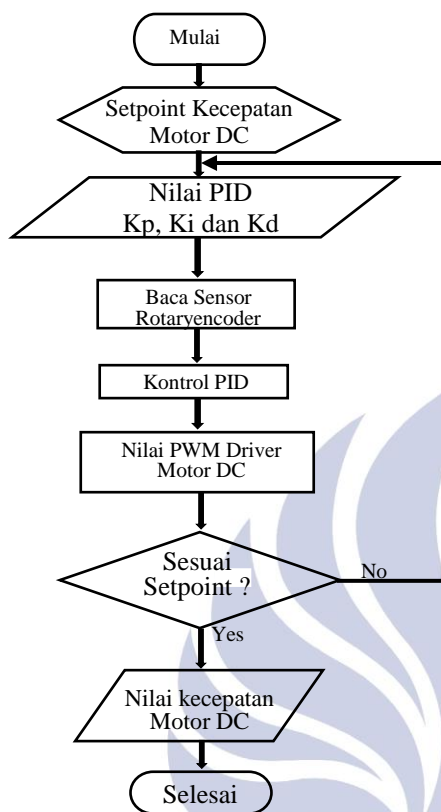 Mulai
Setpoint Kecepatan
Motor DC
Nilai PID
Kp, Ki dan Kd
Baca Sensor
Rotaryencoder
Kontrol PID
Nilai PWM Driver
Motor DC
Sesuai
Setpoint ?
No
Yes
Nilai kecepatan
Motor DC
Selesai